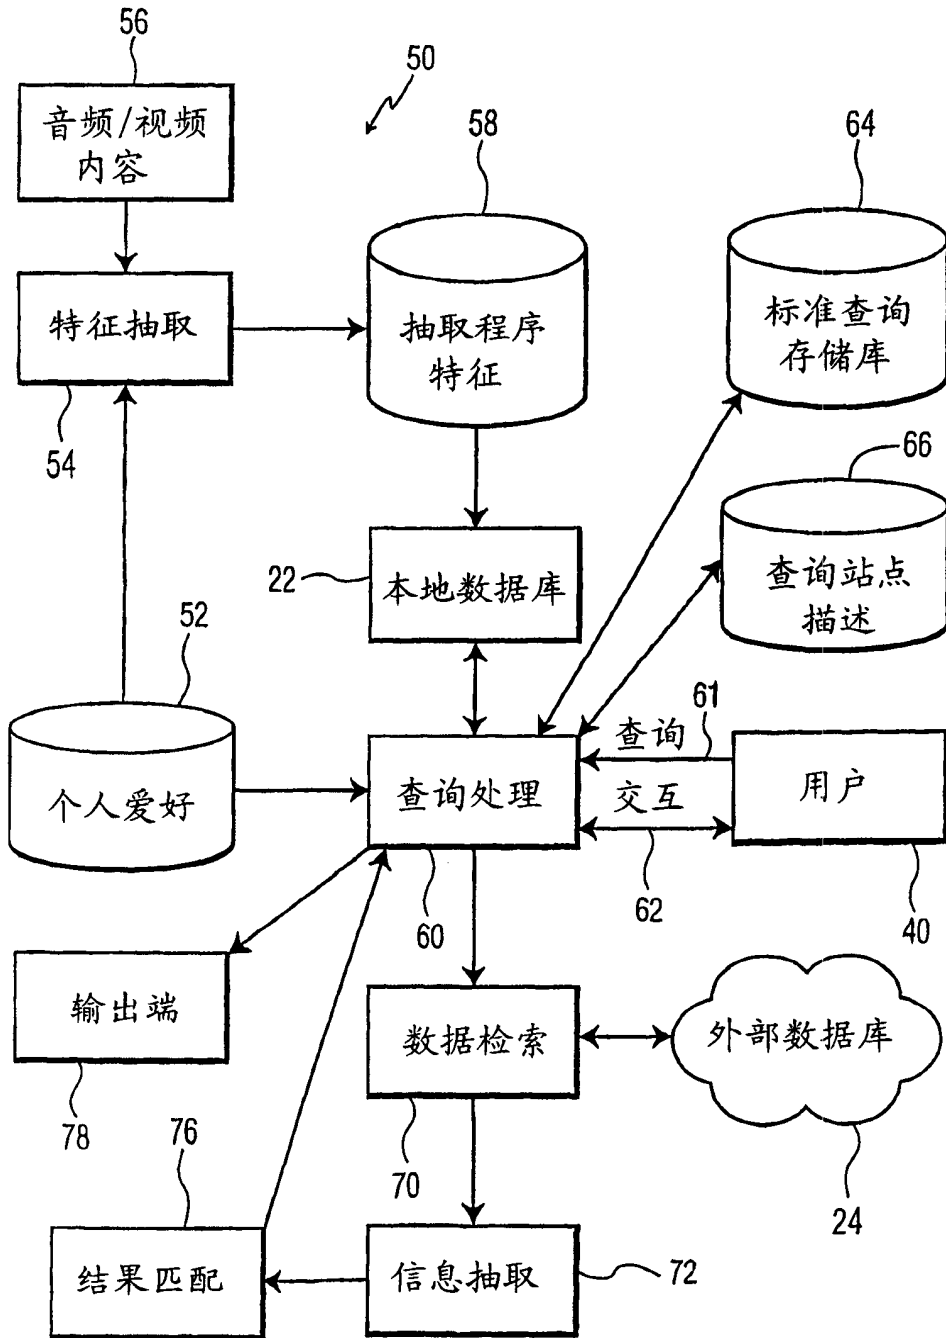 56
50
音频/视频
内容
58
64
特征抽取
抽取程序
特征
标准查询
存储库
54
66
22
本地数据库
查询站点
描述
52
61
查询
个人爱好
查询处理
交互
用户
60
62
40
输出端
数据检索
外部数据库
78
76
70
24
结果匹配
信息抽取
72